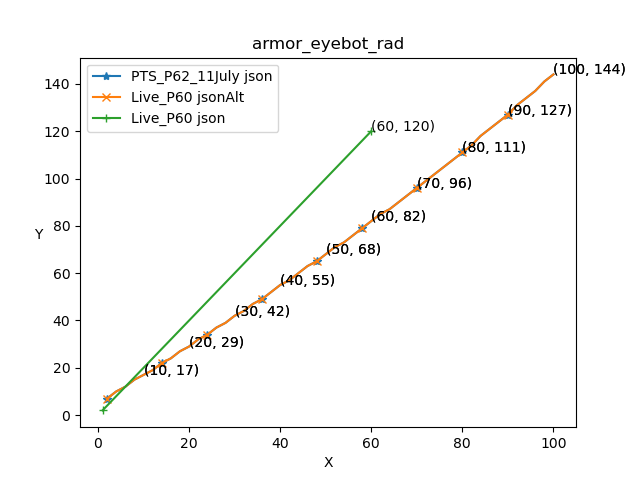 armor_eyebot_rad
PTS_P62_11July json
Live_P60 jsonAlt
Live_P60 json
(100, 144)
(90, 127)
(60, 120)
(80, 111)
(70, 96)
(60, 82)
(50, 68)
(40, 55)
(30, 42)
(20, 29)
(10, 17)
140
120
100
80
60
40
20
0
Y
0 20 40 60 80 100
X